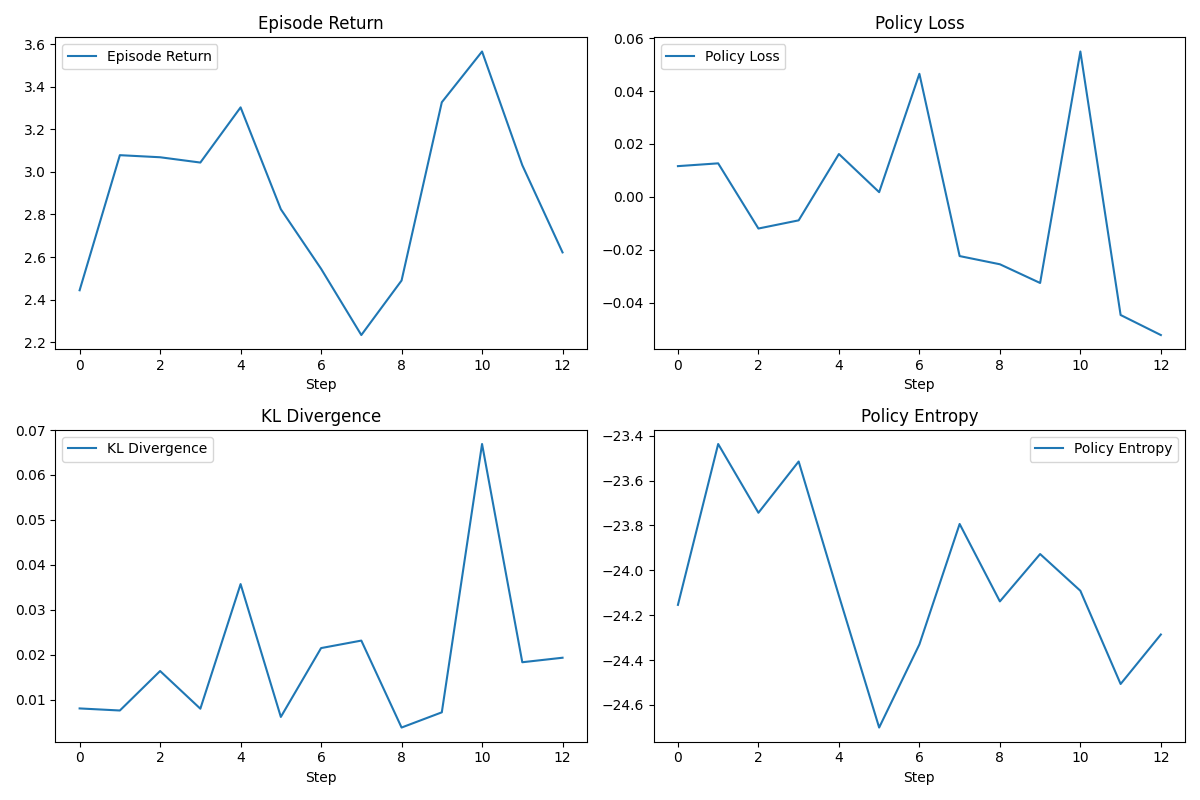 Episode Return
Episode Return
3.6
3.4
3.2
3.0
2.8
2.6
2.4
2.2
0 2 4 6 8 10 12
Step
Policy Loss
Policy Loss
0.06
0.04
0.02
0.00
−0.02
−0.04
0 2 4 6 8 10 12
Step
KL Divergence
KL Divergence
0.07
0.06
0.05
0.04
0.03
0.02
0.01
0 2 4 6 8 10 12
Step
Policy Entropy
Policy Entropy
−23.4
−23.6
−23.8
−24.0
−24.2
−24.4
−24.6
0 2 4 6 8 10 12
Step